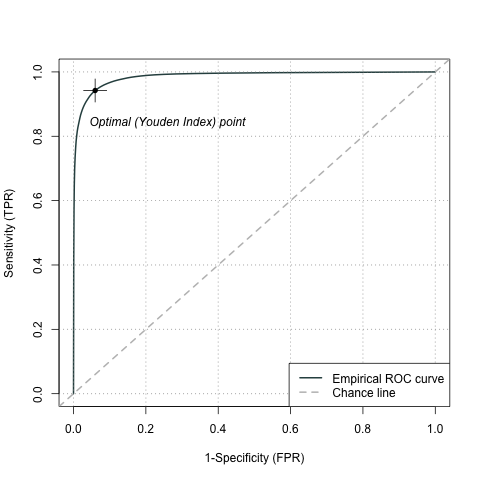 Sensitivity (TPR)
1.0
0.8
0.6
0.4
0.2
0.0
Optimal (Youden Index) point
Empirical ROC curve
Chance line
0.0 0.2 0.4 0.6 0.8 1.0
1-Specificity (FPR)